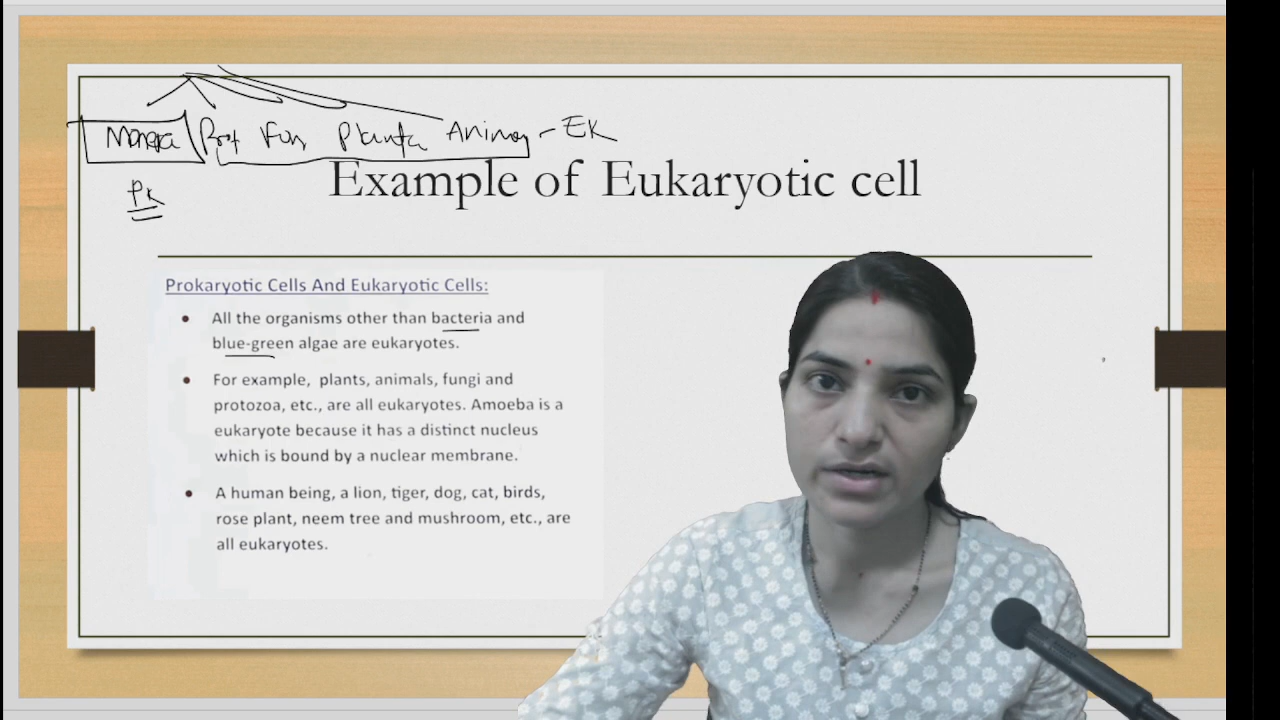 Monera Prot Fun Planta Animal - EK
PK
Example of Eukaryotic cell
Prokaryotic Cells And Eukaryotic Cells:
• All the organisms other than bacteria and
blue-green algae are eukaryotes.
• For example, plants, animals, fungi and
protozoa, etc., are all eukaryotes. Amoeba is a
eukaryote because it has a distinct nucleus
which is bound by a nuclear membrane.
• A human being, a lion, tiger, dog, cat, birds,
rose plant, neem tree and mushroom, etc., are
all eukaryotes.